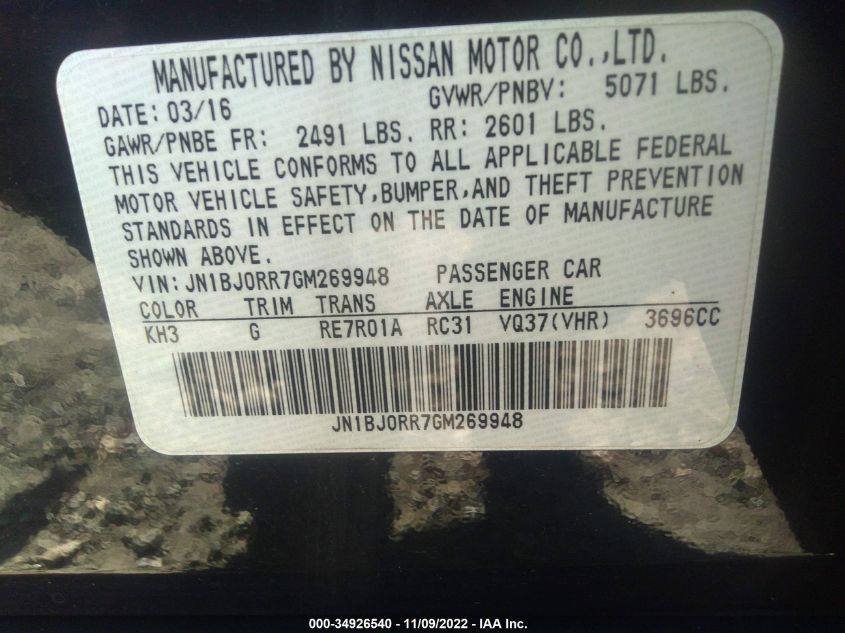 MANUFACTURED BY NISSAN MOTOR CO.,LTD.
DATE: 03/16 GVWR/PNBV: 5071 LBS.
GAWR/PNBE FR: 2491 LBS. RR: 2601 LBS.
THIS VEHICLE CONFORMS TO ALL APPLICABLE FEDERAL
MOTOR VEHICLE SAFETY,BUMPER,AND THEFT PREVENTION
STANDARDS IN EFFECT ON THE DATE OF MANUFACTURE
SHOWN ABOVE.
VIN: JN1BJ0RR7GM269948 PASSENGER CAR
COLOR TRIM TRANS AXLE ENGINE
KH3 G RE7R01A RC31 VQ37(VHR) 3696CC
JN1BJ0RR7GM269948
000-34926540 - 11/09/2022 - IAA Inc.